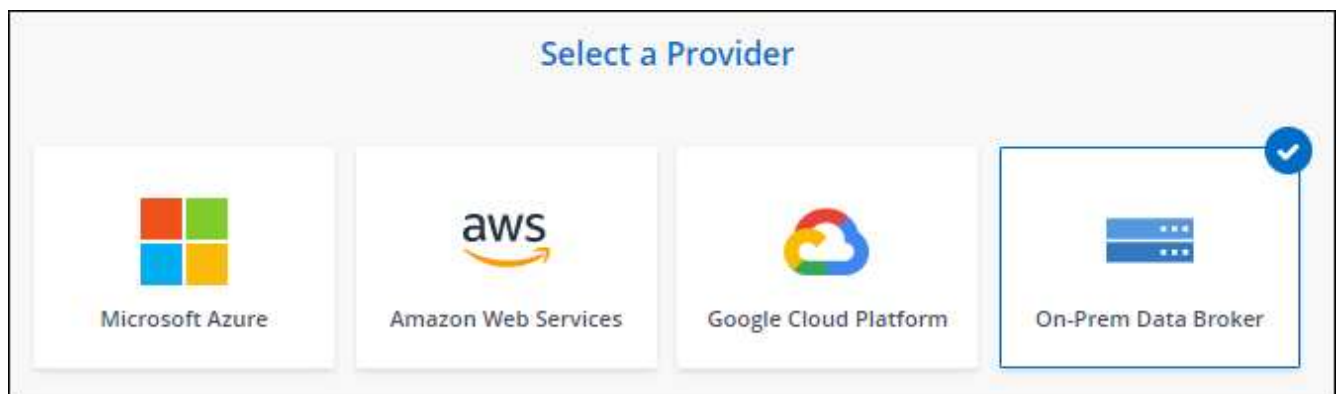 Select a Provider
aws
Microsoft Azure
Amazon Web Services
Google Cloud Platform
On-Prem Data Broker